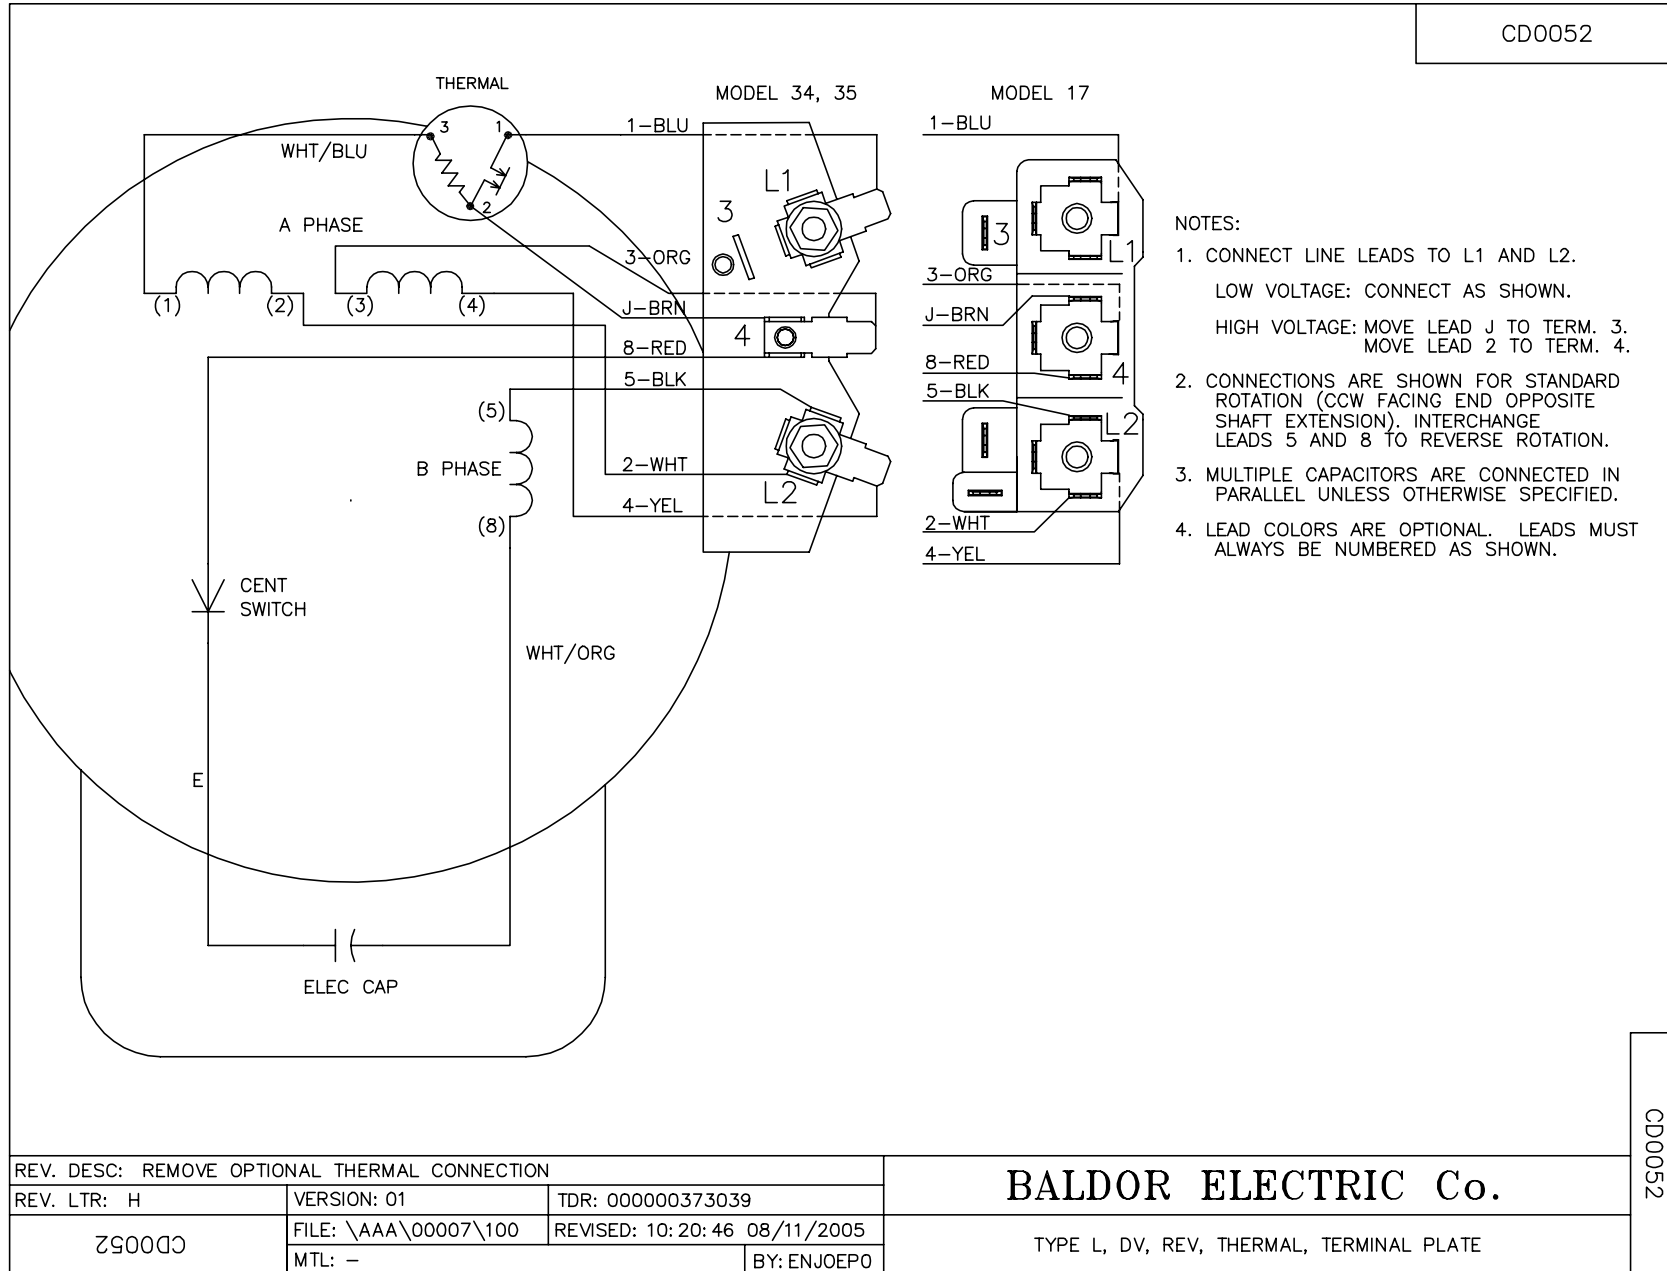 CD0052
THERMAL
MODEL 34, 35
MODEL 17
3
1
2
1-BLU
1-BLU
WHT/BLU
A PHASE
L1
3
3
L1
3-ORG
3-ORG
(1)
(2)
(3)
(4)
J-BRN
J-BRN
4
8-RED
8-RED
4
5-BLK
5-BLK
(5)
L2
B PHASE
2-WHT
L2
4-YEL
(8)
2-WHT
4-YEL
NOTES:
1. CONNECT LINE LEADS TO L1 AND L2.
LOW VOLTAGE: CONNECT AS SHOWN.
HIGH VOLTAGE: MOVE LEAD J TO TERM. 3.
MOVE LEAD 2 TO TERM. 4.
2. CONNECTIONS ARE SHOWN FOR STANDARD
ROTATION (CCW FACING END OPPOSITE
SHAFT EXTENSION). INTERCHANGE
LEADS 5 AND 8 TO REVERSE ROTATION.
3. MULTIPLE CAPACITORS ARE CONNECTED IN
PARALLEL UNLESS OTHERWISE SPECIFIED.
4. LEAD COLORS ARE OPTIONAL. LEADS MUST
ALWAYS BE NUMBERED AS SHOWN.
CENT
SWITCH
WHT/ORG
E
ELEC CAP
CD0052
REV. DESC: REMOVE OPTIONAL THERMAL CONNECTION
REV. LTR: H
VERSION: 01
TDR: 000000373039
FILE: \AAA\00007\100
REVISED: 10:20:46 08/11/2005
CD0052
MTL: -
BY: ENJOEPO
BALDOR ELECTRIC Co.
TYPE L, DV, REV, THERMAL, TERMINAL PLATE